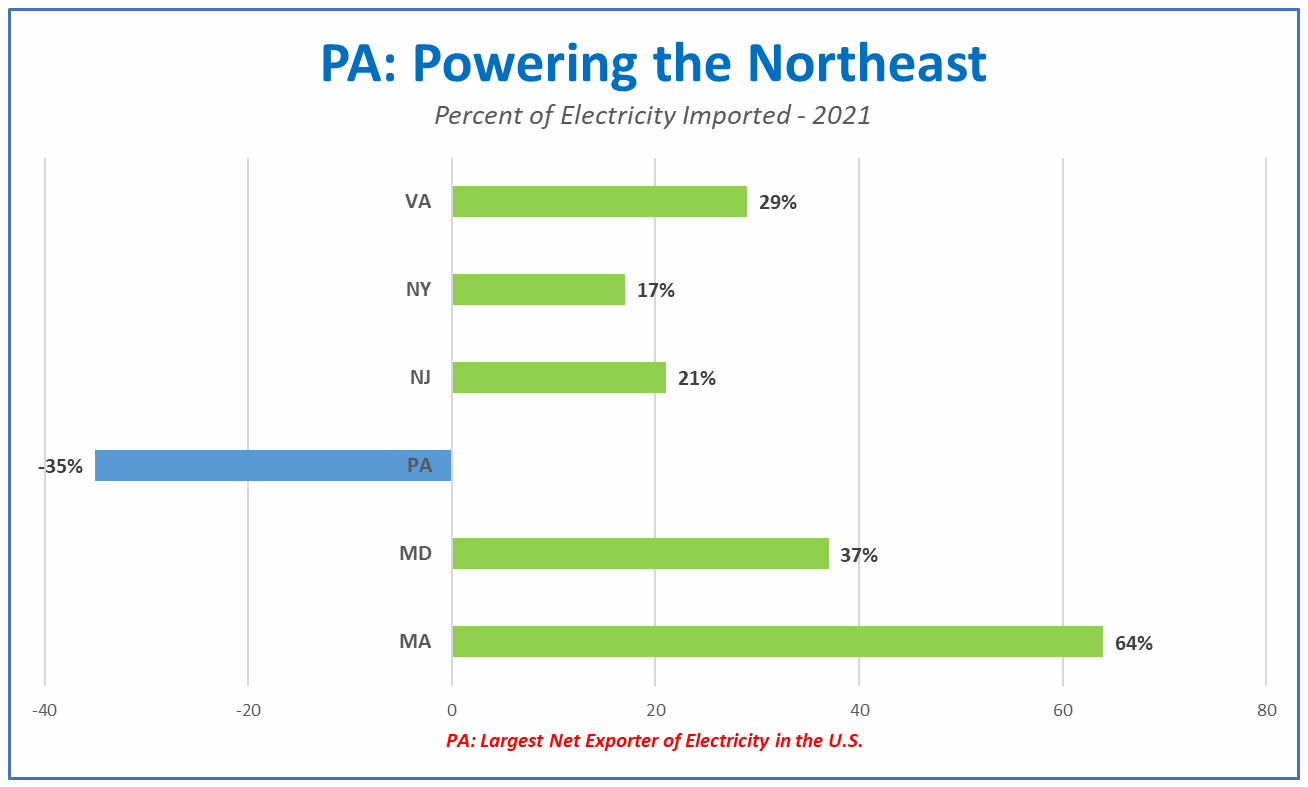 PA: Powering the Northeast
Percent of Electricity Imported - 2021
VA 29%
NY 17%
NJ 21%
-35% PA
MD 37%
MA 64%
-40 -20 0 20 40 60 80
PA: Largest Net Exporter of Electricity in the U.S.